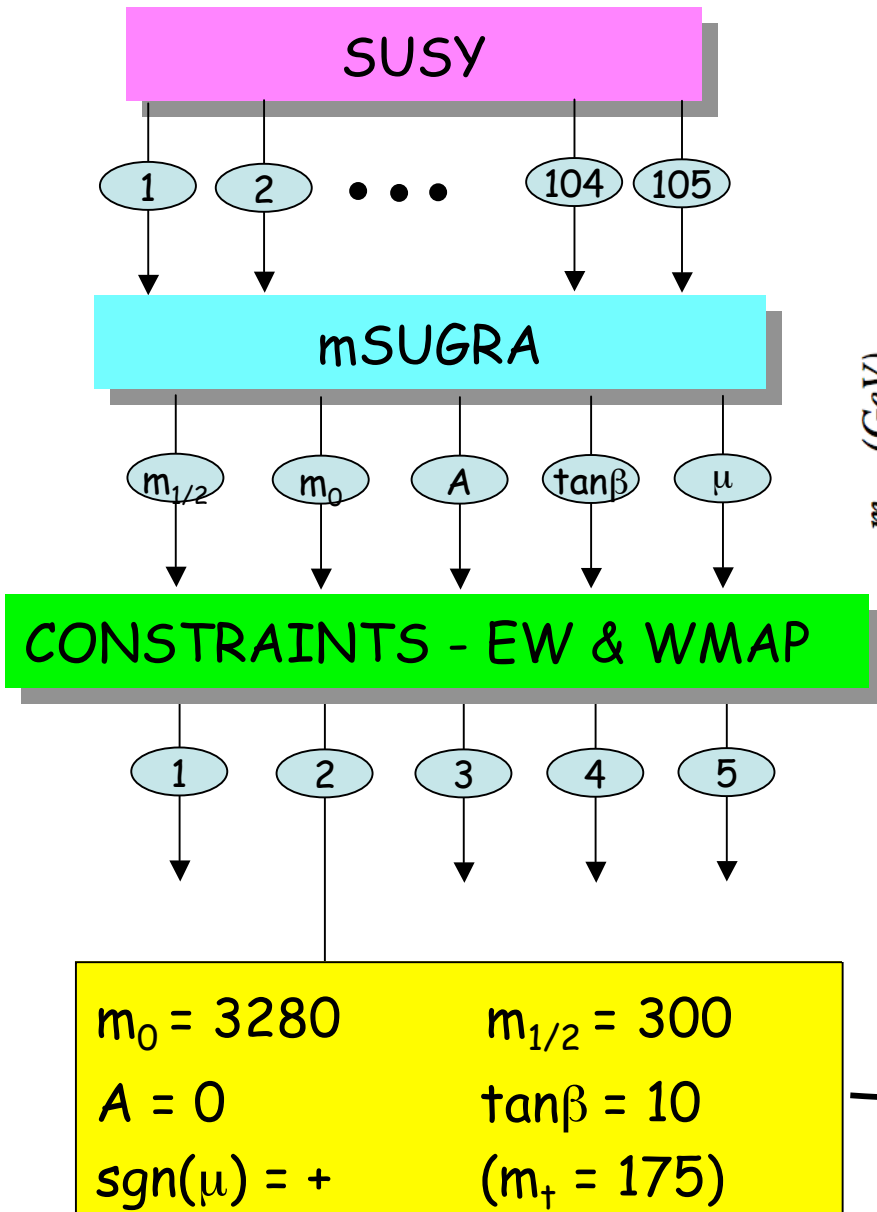 SUSY
1 2 ••• 104 105
mSUGRA
m1/2 m0 A tanβ μ
CONSTRAINTS - EW & WMAP
1 2 3 4 5
m0 = 3280 m1/2 = 300
A = 0 tanβ = 10
sgn(μ) = + (mt = 175)